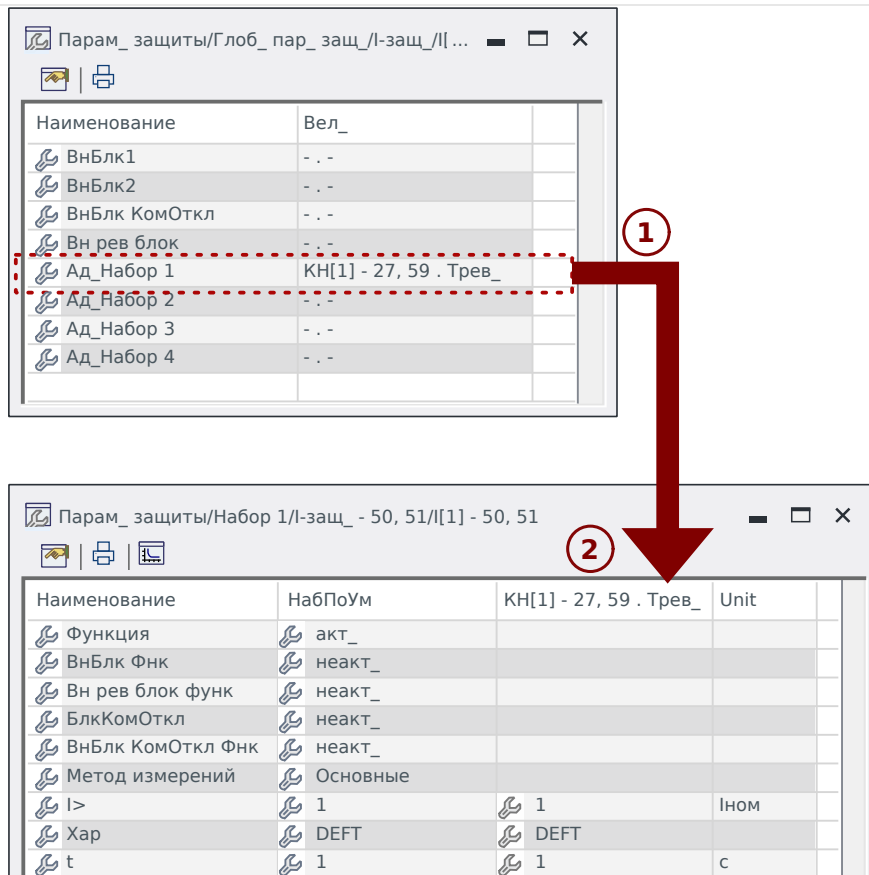 Парам_ защиты/Глоб_ пар_ защ_/I-защ_/I[ ...
Наименование Вел_
ВнБлк1 - . -
ВнБлк2 - . -
ВнБлк КомОткл - . -
Вн рев блок - . -
Ад_Набор 1 КН[1] - 27, 59 . Трев_
Ад_Набор 2 - . -
Ад_Набор 3 - . -
Ад_Набор 4 - . -
1
Парам_ защиты/Набор 1/I-защ_ - 50, 51/I[1] - 50, 51
2
Наименование НабПоУм КН[1] - 27, 59 . Трев_ Unit
Функция акт_
ВнБлк Фнк неакт_
Вн рев блок функ неакт_
БлкКомОткл неакт_
ВнБлк КомОткл Фнк неакт_
Метод измерений Основные
I> 1 1 Iном
Хар DEFT DEFT
t 1 1 с